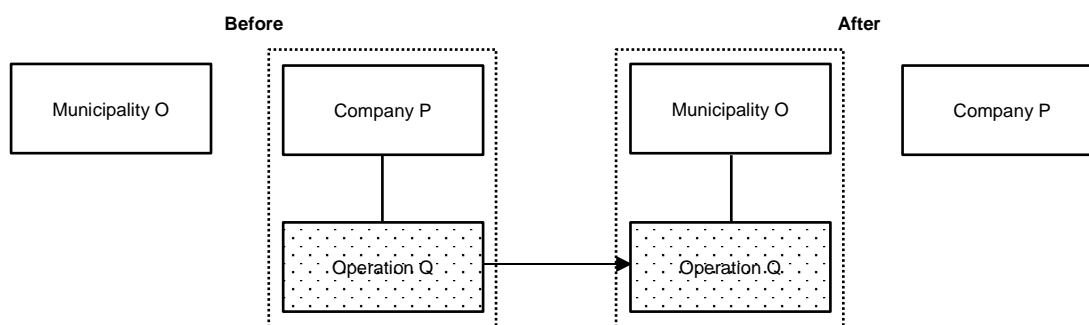 Before
After
Municipality O
Company P
Municipality O
Company P
Operation Q
Operation Q